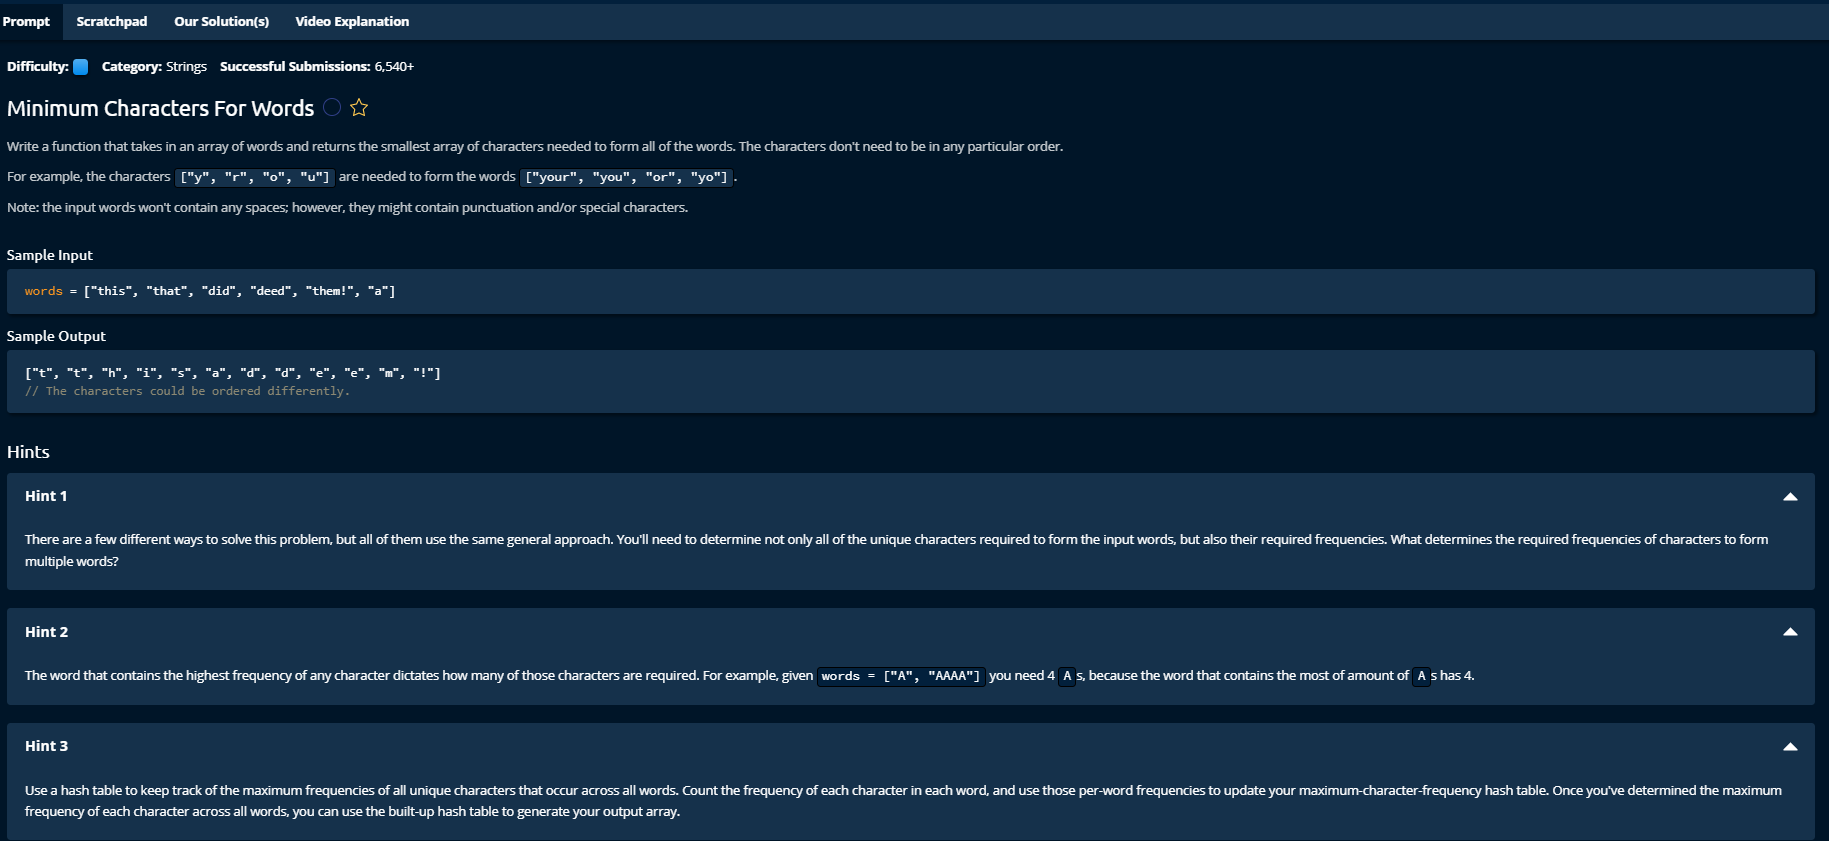 Prompt Scratchpad Our Solution(s) Video Explanation
Difficulty: Category: Strings Successful Submissions: 6,540+
Minimum Characters For Words
Write a function that takes in an array of words and returns the smallest array of characters needed to form all of the words. The characters don't need to be in any particular order.
For example, the characters ["y", "r", "o", "u"] are needed to form the words ["your", "you", "or", "yo"] .
Note: the input words won't contain any spaces; however, they might contain punctuation and/or special characters.
Sample Input
words = ["this", "that", "did", "deed", "them!", "a"]
Sample Output
["t", "t", "h", "i", "s", "a", "d", "d", "e", "e", "m", "!"]
// The characters could be ordered differently.
Hints
Hint 1
There are a few different ways to solve this problem, but all of them use the same general approach. You'll need to determine not only all of the unique characters required to form the input words, but also their required frequencies. What determines the required frequencies of characters to form
multiple words?
Hint 2
The word that contains the highest frequency of any character dictates how many of those characters are required. For example, given words = ["A", "AAAA"] you need 4 A s, because the word that contains the most of amount of A s has 4.
Hint 3
Use a hash table to keep track of the maximum frequencies of all unique characters that occur across all words. Count the frequency of each character in each word, and use those per-word frequencies to update your maximum-character-frequency hash table. Once you've determined the maximum
frequency of each character across all words, you can use the built-up hash table to generate your output array.